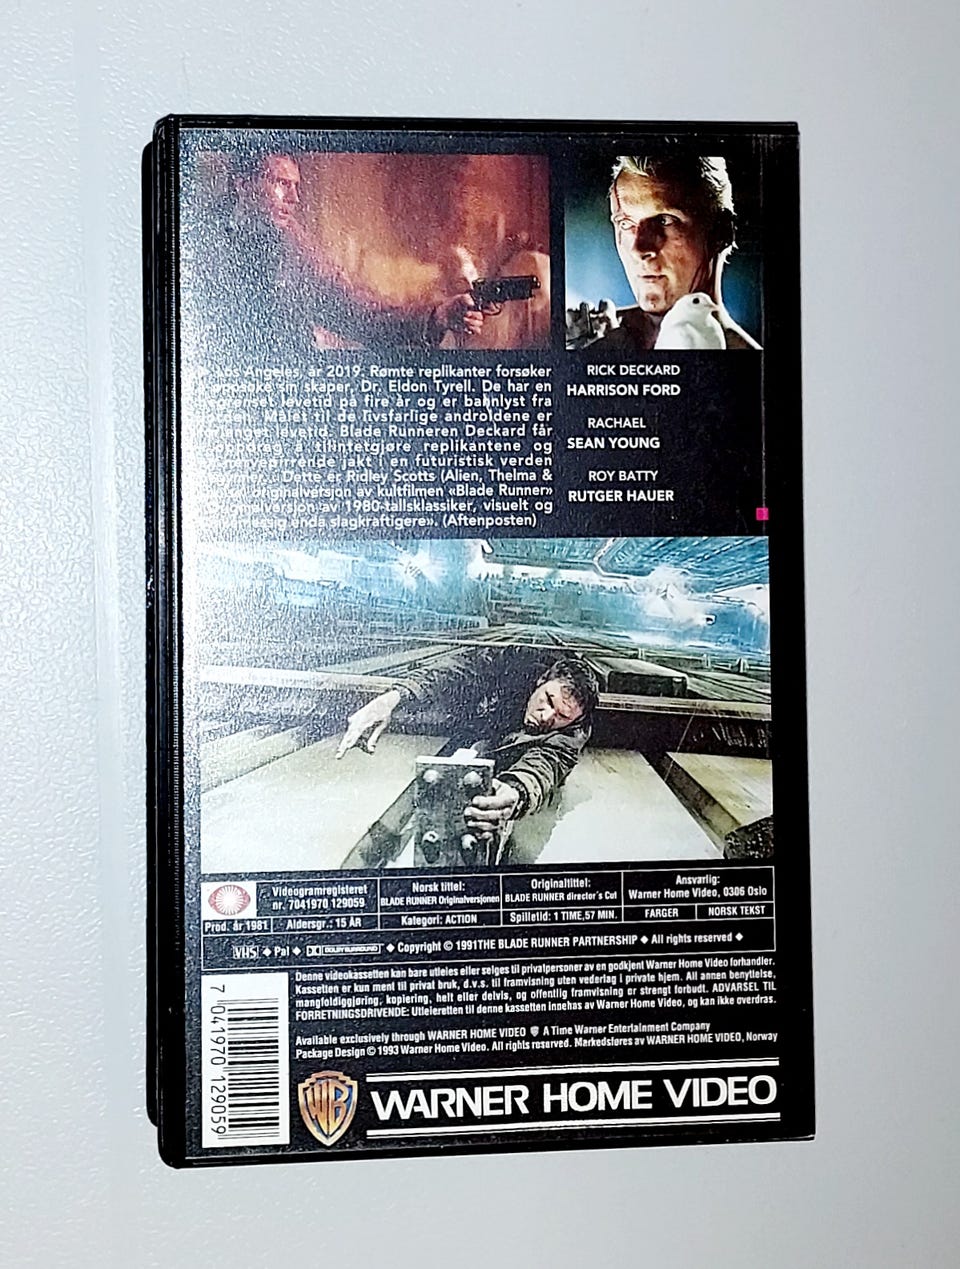 Los Angeles, år 2019. Rømte replikanter forsøker
oppsøke sin skaper, Dr. Eldon Tyrell. De har en
levetid på fire år og er bannlyst fra
Målet til de livsfarlige androidene er
levetid. Blade Runneren Deckard får
å tilintetgjøre replikantene og
jakt i en futuristisk verden
Dette er Ridley Scotts (Alien, Thelma &
originalversjon av kultfilmen «Blade Runner»
av 1980-tallsklassiker, visuelt og
enda slagkraftigere». (Aftenposten)
RICK DECKARD
HARRISON FORD
RACHAEL
SEAN YOUNG
ROY BATTY
RUTGER HAUER
Videogramregisteret
nr. 7041970 129059
Norsk tittel:
BLADE RUNNER Originalversjonen
Originaltittel:
BLADE RUNNER director's Cut
Ansvarlig:
Warner Home Video, 0306 Oslo
Prod. år 1981
Aldersgr.: 15 ÅR
Kategori: ACTION
Spilletid: 1 TIME,57 MIN.
FARGER
NORSK TEKST
VHS ◆ Pal ◆ DOLBY SURROUND ◆ Copyright © 1991 THE BLADE RUNNER PARTNERSHIP ◆ All rights reserved ◆
Denne videokassetten kan bare utleies eller selges til privatpersoner av en godkjent Warner Home Video forhandler.
Kassetten er kun ment til privat bruk, d.v.s. til framvisning uten vederlag i private hjem. All annen benyttelse,
mangfoldiggjøring, kopiering, helt eller delvis, og offentlig framvisning er strengt forbudt. ADVARSEL TIL
FORRETNINGSDRIVENDE: Utleieretten til denne kassetten innehas av Warner Home Video, og kan ikke overdras.
Available exclusively through WARNER HOME VIDEO A Time Warner Entertainment Company
Package Design © 1993 Warner Home Video. All rights reserved. Markedsføres av WARNER HOME VIDEO, Norway
7 041970 129059
WB WARNER HOME VIDEO